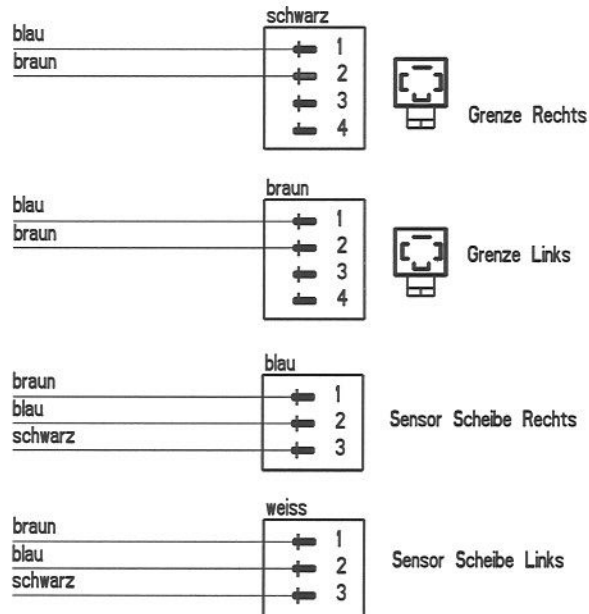 schwarz
blau 1
braun 2
3
4
Grenze Rechts
braun
blau 1
braun 2
3
4
Grenze Links
blau
braun 1
blau 2
schwarz 3
Sensor Scheibe Rechts
weiss
braun 1
blau 2
schwarz 3
Sensor Scheibe Links